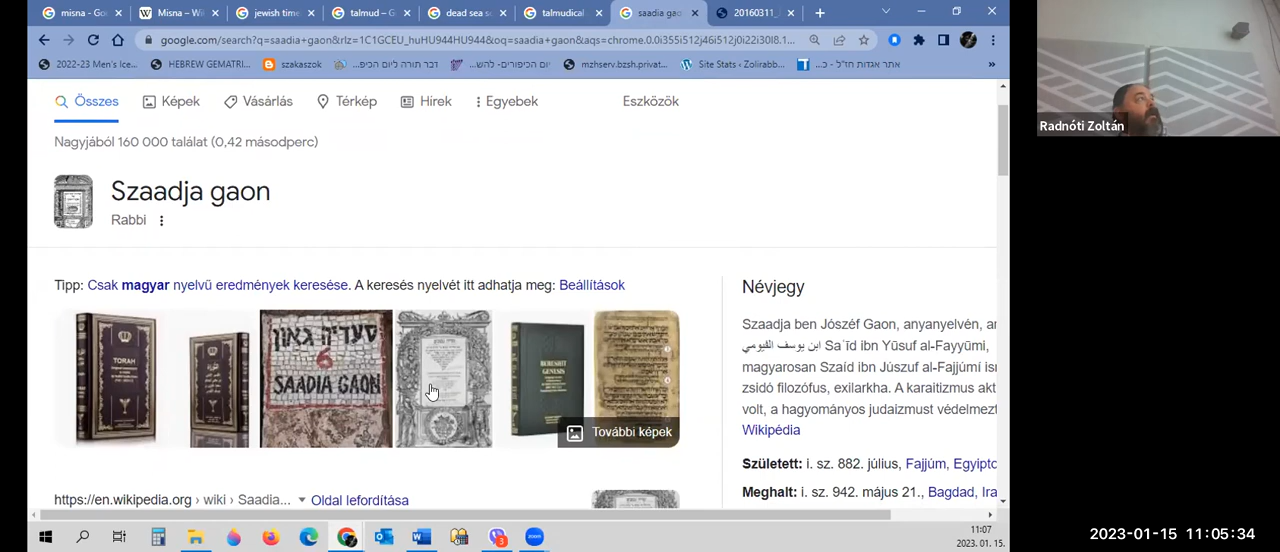 misna - Go
Misna – Wi
jewish time
talmud – G
dead sea s
talmudical
saadia gao
20160311_
google.com/search?q=saadia+gaon&rlz=1C1GCEU_huHU944HU944&oq=saadia+gaon&aqs=chrome.0.0i355i512j46i512j0i22i30l8.1...
2022-23 Men's Ice...
HEBREW GEMATRI...
szakaszok
דבר תורה ליום הכיפ...
יום הכיפורים- להש...
mzhserv.bzsh.privat...
Site Stats ‹ Zolirabb...
אתר אגדות חז"ל - כ...
»
Összes
Képek
Vásárlás
Térkép
Hírek
Egyebek
Eszközök
Nagyjából 160 000 találat (0,42 másodperc)
Szaadja gaon
Rabbi
Tipp: Csak magyar nyelvű eredmények keresése. A keresés nyelvét itt adhatja meg: Beállítások
TORAH
סעדיה גאון
6
SAADIA GAON
BERESHIT
GENESIS
További képek
https://en.wikipedia.org › wiki › Saadia...
Oldal lefordítása
Névjegy
Szaadja ben Jószéf Gaon, anyanyelvén, ar
ابن يوسف الفيومي Saʿīd ibn Yūsuf al-Fayyūmi,
magyarosan Szaíd ibn Júszuf al-Fajjúmí isn
zsidó filozófus, exilarkha. A karaitizmus akt
volt, a hagyományos judaizmust védelmezt
Wikipédia
Született: i. sz. 882. július, Fajjúm, Egyipto
Meghalt: i. sz. 942. május 21., Bagdad, Ira
3
11:07
2023. 01. 15.
Radnóti Zoltán
2023-01-15 11:05:34